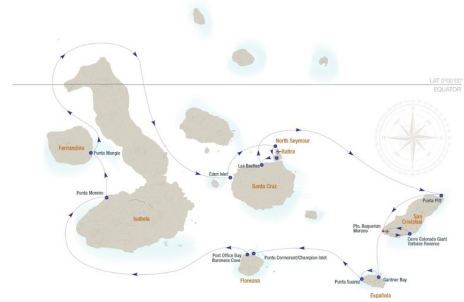 LAT 0°00'00"
EQUATOR
North Seymour
Baltra
Las Bachas
Fernandina
Punta Mangle
Eden Islet
Santa Cruz
Punta Pitt
Punta Moreno
San
Cristobal
Pto. Baquerizo
Moreno
Isabela
Cerro Colorado Giant
Tortoise Reserve
Post Office Bay
Baroness Cove
Punta Cormorant/Champion Islet
Floreana
Punta Suarez
Gardner Bay
Española